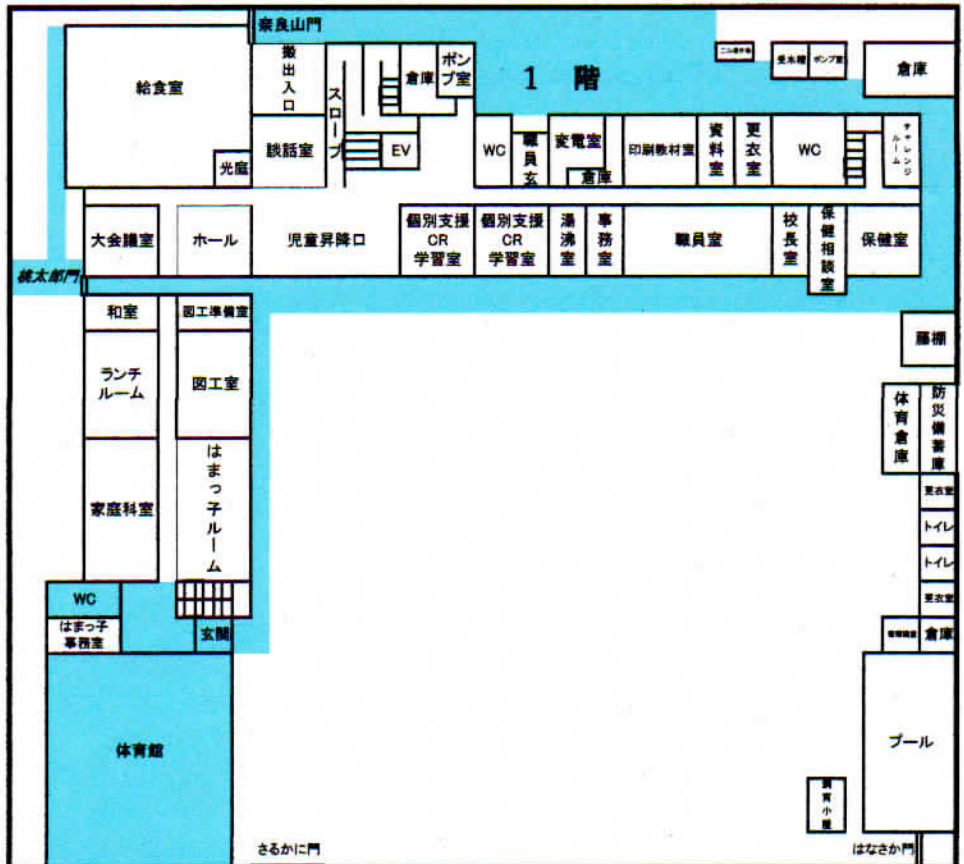 奈良山門
1 階
給食室
搬出入口
スロープ
倉庫
ポンプ室
受水槽
ポンプ室
倉庫
光庭
談話室
EV
WC
職員玄
変電室
倉庫
印刷教材室
資料室
更衣室
WC
チャレンジルーム
大会議室
ホール
児童昇降口
個別支援
CR
学習室
個別支援
CR
学習室
湯沸室
事務室
職員室
校長室
保健相談室
保健室
桃太郎門
和室
図工準備室
藤棚
ランチ
ルーム
図工室
体育倉庫
防災備蓄庫
家庭科室
はまっ子ルーム
更衣室
トイレ
トイレ
更衣室
WC
はまっ子
事務室
玄関
倉庫
体育館
プール
飼育小屋
さるかに門
はなさか門